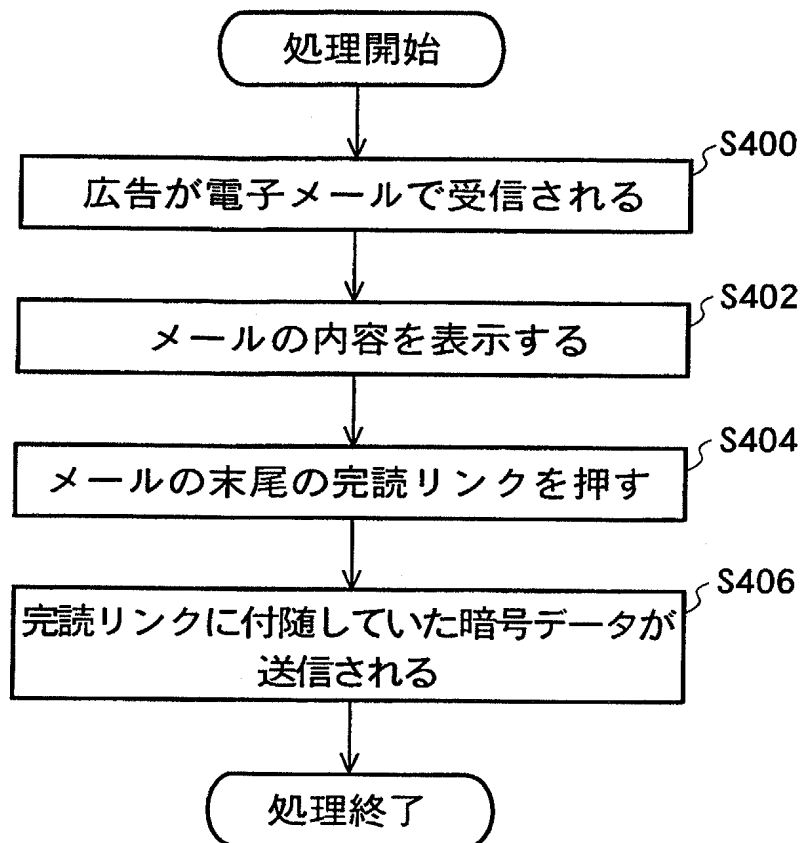 処理開始
S400
広告が電子メールで受信される
S402
メールの内容を表示する
S404
メールの末尾の完読リンクを押す
S406
完読リンクに付随していた暗号データが
送信される
処理終了